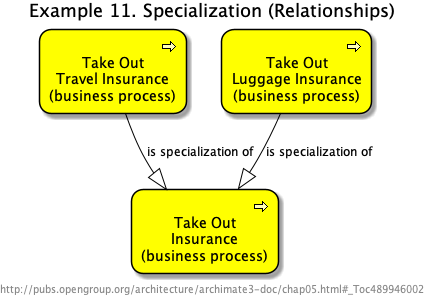 Example 11. Specialization (Relationships)
Take Out
Travel Insurance
(business process)
Take Out
Luggage Insurance
(business process)
is specialization of
is specialization of
Take Out
Insurance
(business process)
http://pubs.opengroup.org/architecture/archimate3-doc/chap05.html#_Toc489946002